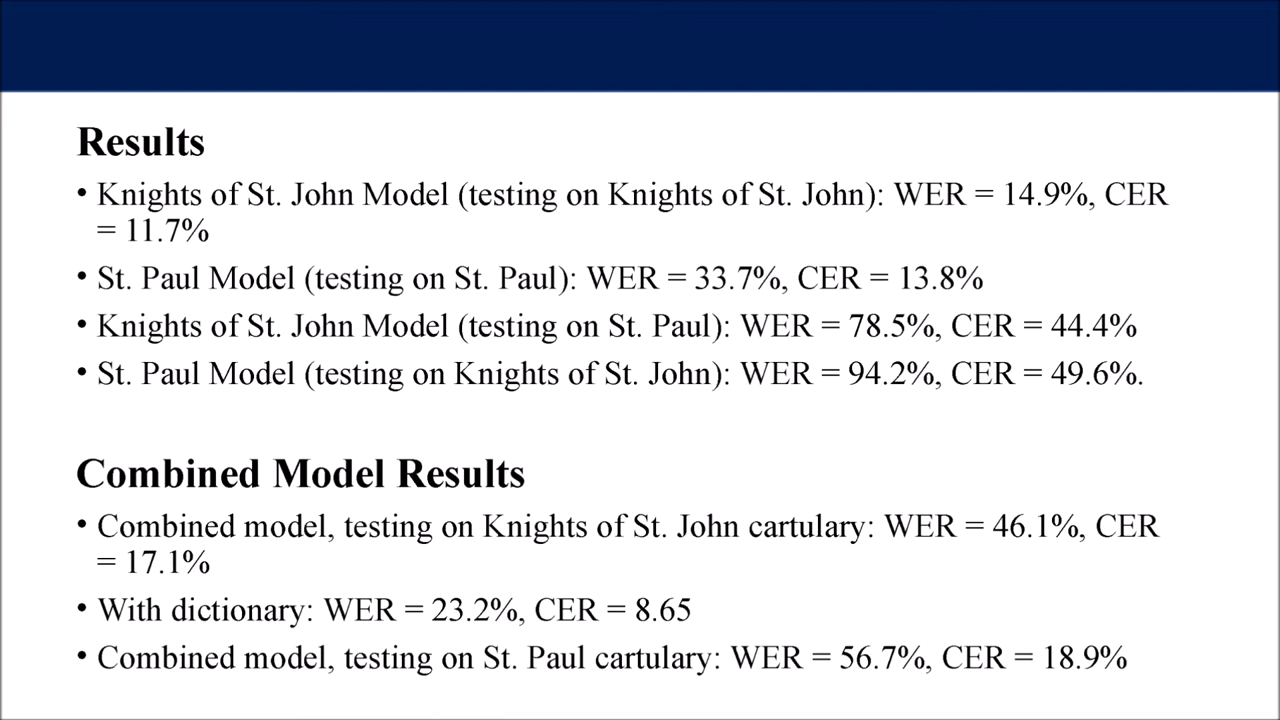 Results
• Knights of St. John Model (testing on Knights of St. John): WER = 14.9%, CER
= 11.7%
• St. Paul Model (testing on St. Paul): WER = 33.7%, CER = 13.8%
• Knights of St. John Model (testing on St. Paul): WER = 78.5%, CER = 44.4%
• St. Paul Model (testing on Knights of St. John): WER = 94.2%, CER = 49.6%.
Combined Model Results
• Combined model, testing on Knights of St. John cartulary: WER = 46.1%, CER
= 17.1%
• With dictionary: WER = 23.2%, CER = 8.65
• Combined model, testing on St. Paul cartulary: WER = 56.7%, CER = 18.9%